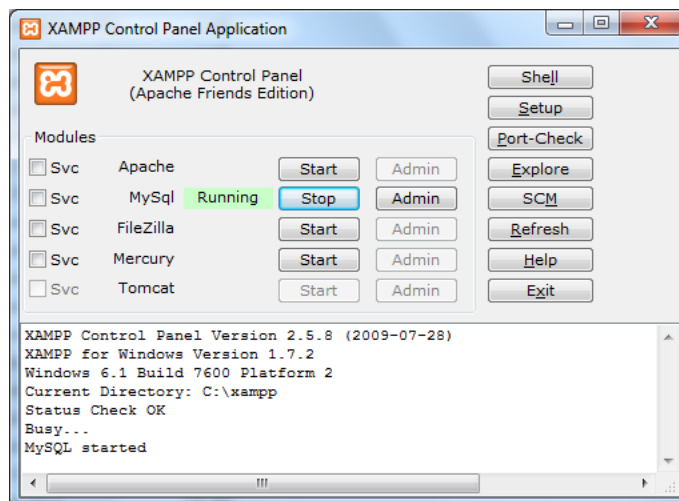 XAMPP Control Panel Application
XAMPP Control Panel
(Apache Friends Edition)
Shell
Setup
Port-Check
Explore
SCM
Refresh
Help
Exit
Modules
Svc Apache Start Admin
Svc MySql Running Stop Admin
Svc FileZilla Start Admin
Svc Mercury Start Admin
Svc Tomcat Start Admin
XAMPP Control Panel Version 2.5.8 (2009-07-28)
XAMPP for Windows Version 1.7.2
Windows 6.1 Build 7600 Platform 2
Current Directory: C:\xampp
Status Check OK
Busy...
MySQL started